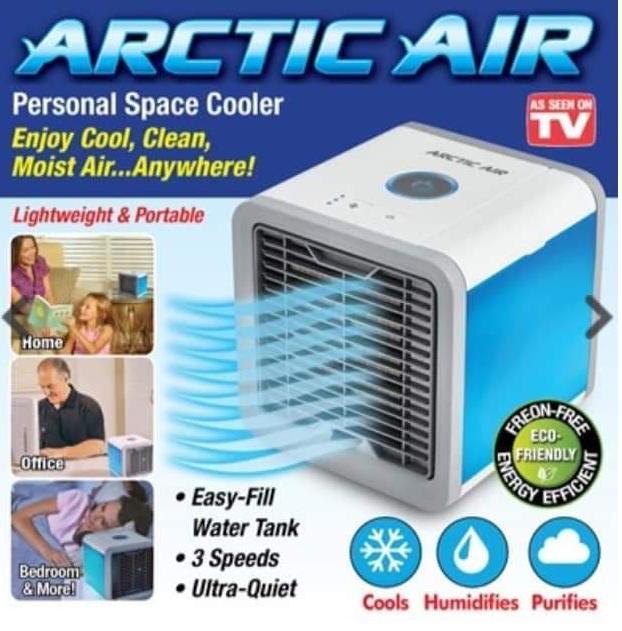 ARCTIC AIR
Personal Space Cooler
Enjoy Cool, Clean,
Moist Air...Anywhere!
AS SEEN ON
TV
Lightweight & Portable
ARCTIC AIR
Home
Office
Bedroom
& More!
• Easy-Fill
Water Tank
• 3 Speeds
• Ultra-Quiet
FREON-FREE
ECO-
FRIENDLY
ENERGY EFFICIENT
Cools Humidifies Purifies